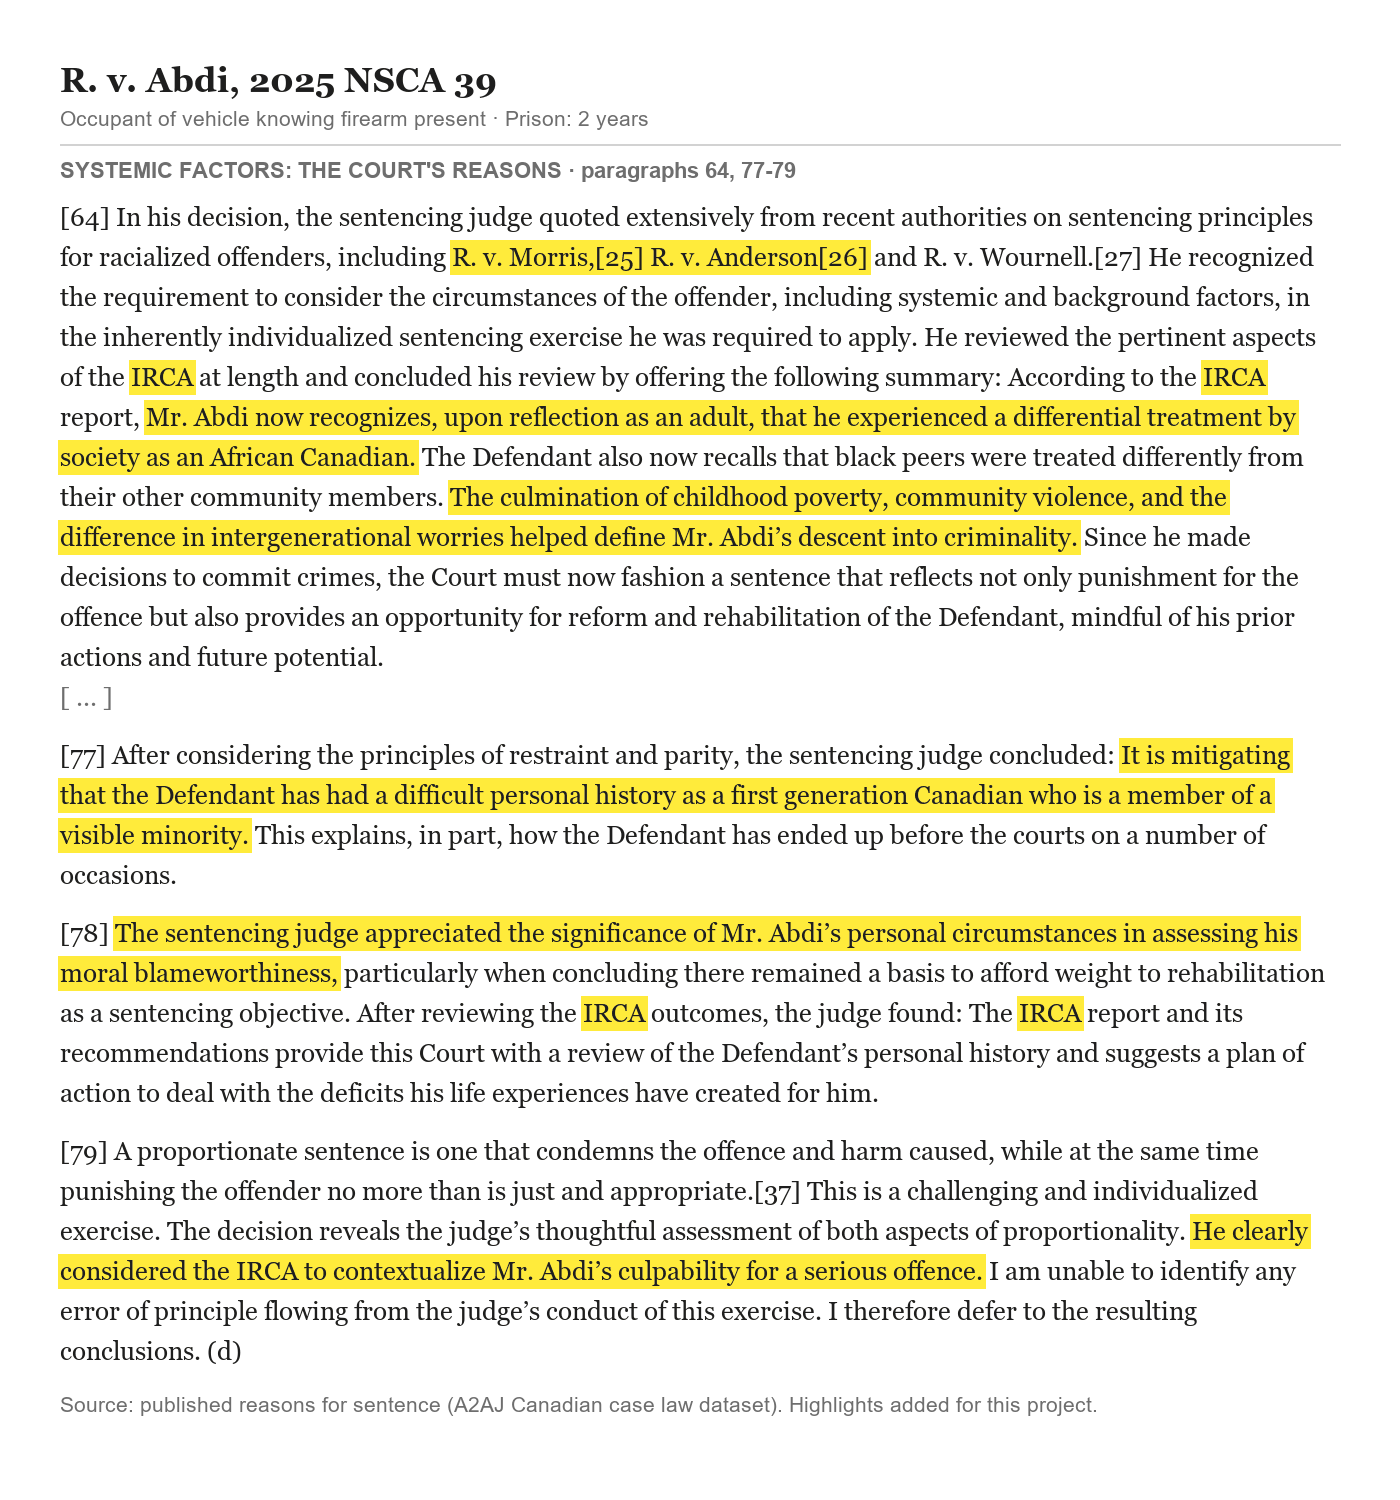 R. v. Abdi, 2025 NSCA 39
Occupant of vehicle knowing firearm present · Prison: 2 years
SYSTEMIC FACTORS: THE COURT'S REASONS · paragraphs 64, 77-79
[64] In his decision, the sentencing judge quoted extensively from recent authorities on sentencing principles
for racialized offenders, including R. v. Morris,[25] R. v. Anderson[26] and R. v. Wournell.[27] He recognized
the requirement to consider the circumstances of the offender, including systemic and background factors, in
the inherently individualized sentencing exercise he was required to apply. He reviewed the pertinent aspects
of the IRCA at length and concluded his review by offering the following summary: According to the IRCA
report, Mr. Abdi now recognizes, upon reflection as an adult, that he experienced a differential treatment by
society as an African Canadian. The Defendant also now recalls that black peers were treated differently from
their other community members. The culmination of childhood poverty, community violence, and the
difference in intergenerational worries helped define Mr. Abdi’s descent into criminality. Since he made
decisions to commit crimes, the Court must now fashion a sentence that reflects not only punishment for the
offence but also provides an opportunity for reform and rehabilitation of the Defendant, mindful of his prior
actions and future potential.
[ ... ]
[77] After considering the principles of restraint and parity, the sentencing judge concluded: It is mitigating
that the Defendant has had a difficult personal history as a first generation Canadian who is a member of a
visible minority. This explains, in part, how the Defendant has ended up before the courts on a number of
occasions.
[78] The sentencing judge appreciated the significance of Mr. Abdi’s personal circumstances in assessing his
moral blameworthiness, particularly when concluding there remained a basis to afford weight to rehabilitation
as a sentencing objective. After reviewing the IRCA outcomes, the judge found: The IRCA report and its
recommendations provide this Court with a review of the Defendant’s personal history and suggests a plan of
action to deal with the deficits his life experiences have created for him.
[79] A proportionate sentence is one that condemns the offence and harm caused, while at the same time
punishing the offender no more than is just and appropriate.[37] This is a challenging and individualized
exercise. The decision reveals the judge’s thoughtful assessment of both aspects of proportionality. He clearly
considered the IRCA to contextualize Mr. Abdi’s culpability for a serious offence. I am unable to identify any
error of principle flowing from the judge’s conduct of this exercise. I therefore defer to the resulting
conclusions. (d)
Source: published reasons for sentence (A2AJ Canadian case law dataset). Highlights added for this project.